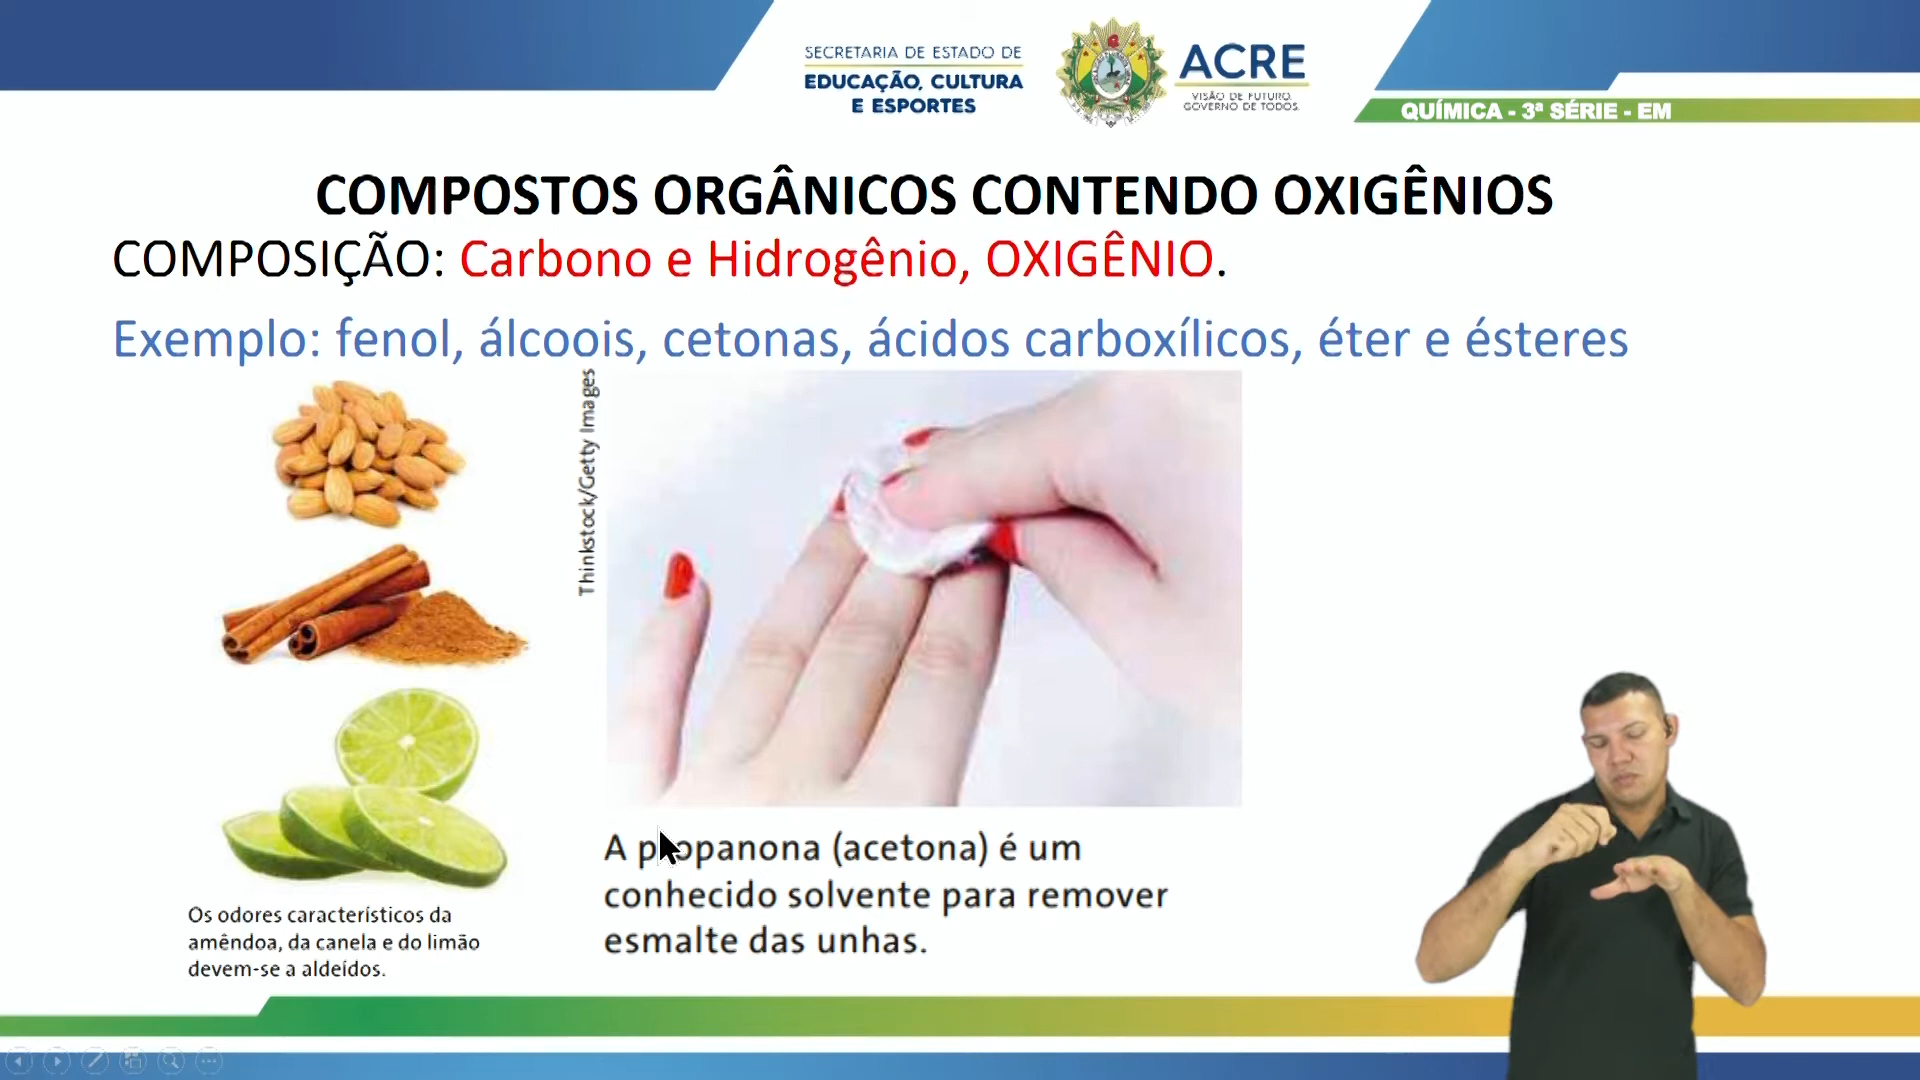 SECRETARIA DE ESTADO DE
EDUCAÇÃO, CULTURA
E ESPORTES
ACRE
VISÃO DE FUTURO.
GOVERNO DE TODOS.
QUÍMICA - 3ª SÉRIE - EM
COMPOSTOS ORGÂNICOS CONTENDO OXIGÊNIOS
COMPOSIÇÃO: Carbono e Hidrogênio, OXIGÊNIO.
Exemplo: fenol, álcoois, cetonas, ácidos carboxílicos, éter e ésteres
Thinkstock/Getty Images
Os odores característicos da
amêndoa, da canela e do limão
devem-se a aldeídos.
A propanona (acetona) é um
conhecido solvente para remover
esmalte das unhas.